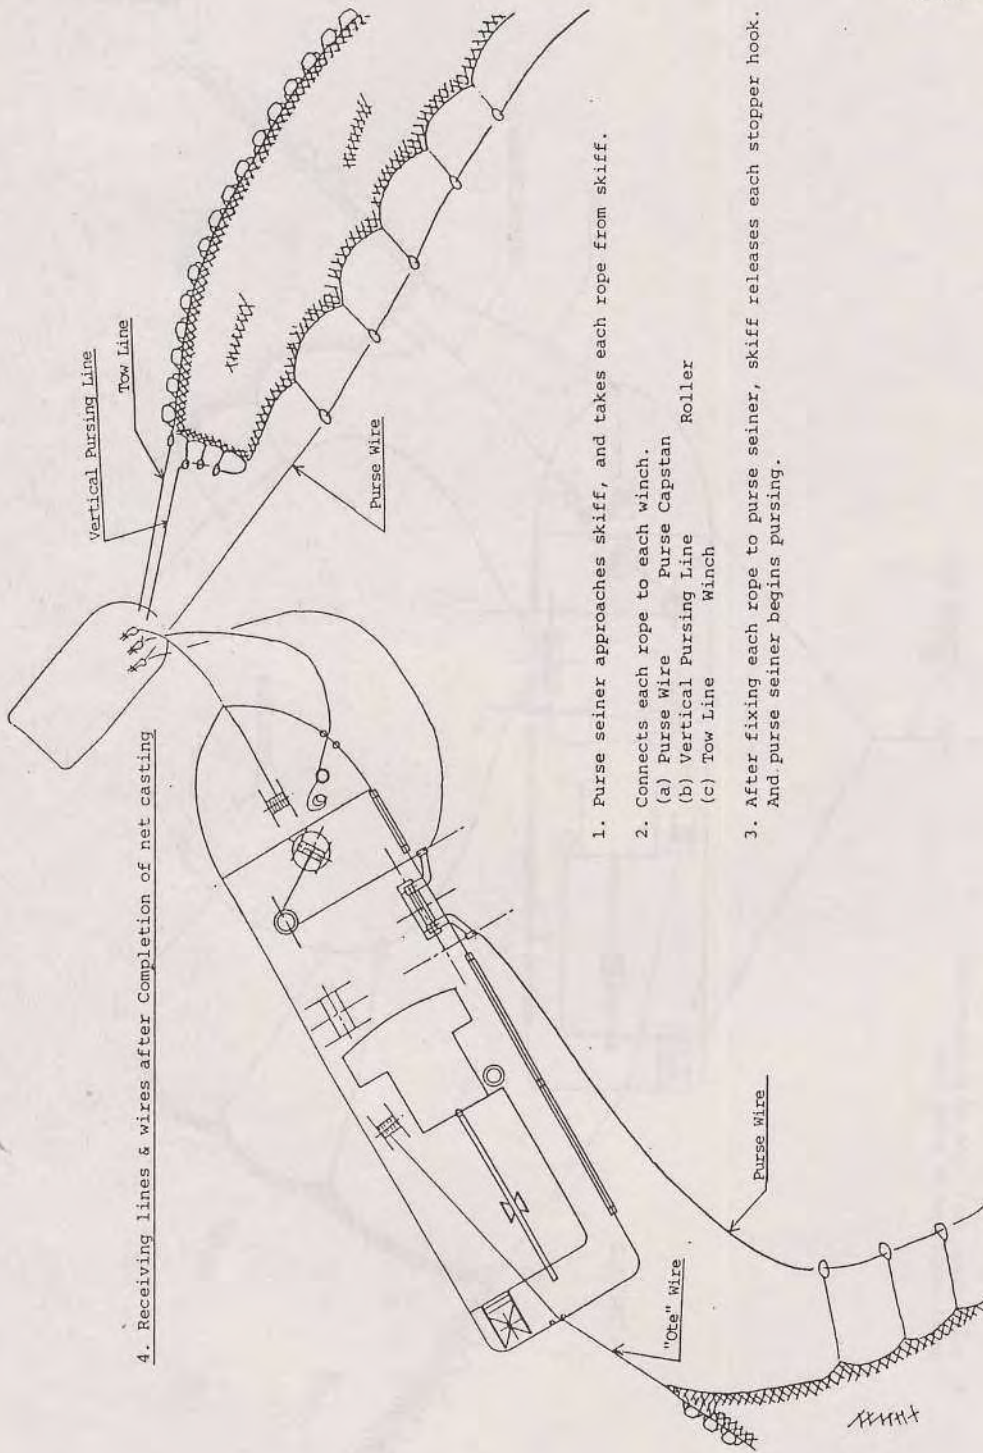 4. Receiving lines & wires after Completion of net casting
Vertical Pursing Line
Tow Line
Purse Wire
Purse Wire
"Ote" Wire
1. Purse seiner approaches skiff, and takes each rope from skiff.
2. Connects each rope to each winch.
(a) Purse Wire Purse Capstan
(b) Vertical Pursing Line Roller
(c) Tow Line Winch
3. After fixing each rope to purse seiner, skiff releases each stopper hook.
And purse seiner begins pursing.